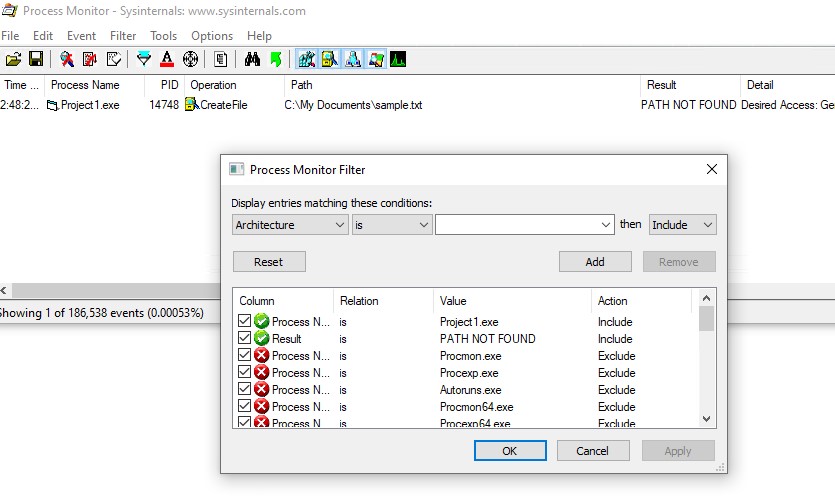 Process Monitor - Sysinternals: www.sysinternals.com
File Edit Event Filter Tools Options Help
Time ... Process Name PID Operation Path Result Detail
2:48:2... Project1.exe 14748 CreateFile C:\My Documents\sample.txt PATH NOT FOUND Desired Access: Ge
Process Monitor Filter
Display entries matching these conditions:
Architecture is then Include
Reset Add Remove
Column Relation Value Action
Process N... is Project1.exe Include
Result is PATH NOT FOUND Include
Process N... is Procmon.exe Exclude
Process N... is Procexp.exe Exclude
Process N... is Autoruns.exe Exclude
Process N... is Procmon64.exe Exclude
Process N... is Procexp64.exe Exclude
OK Cancel Apply
Showing 1 of 186,538 events (0.00053%)